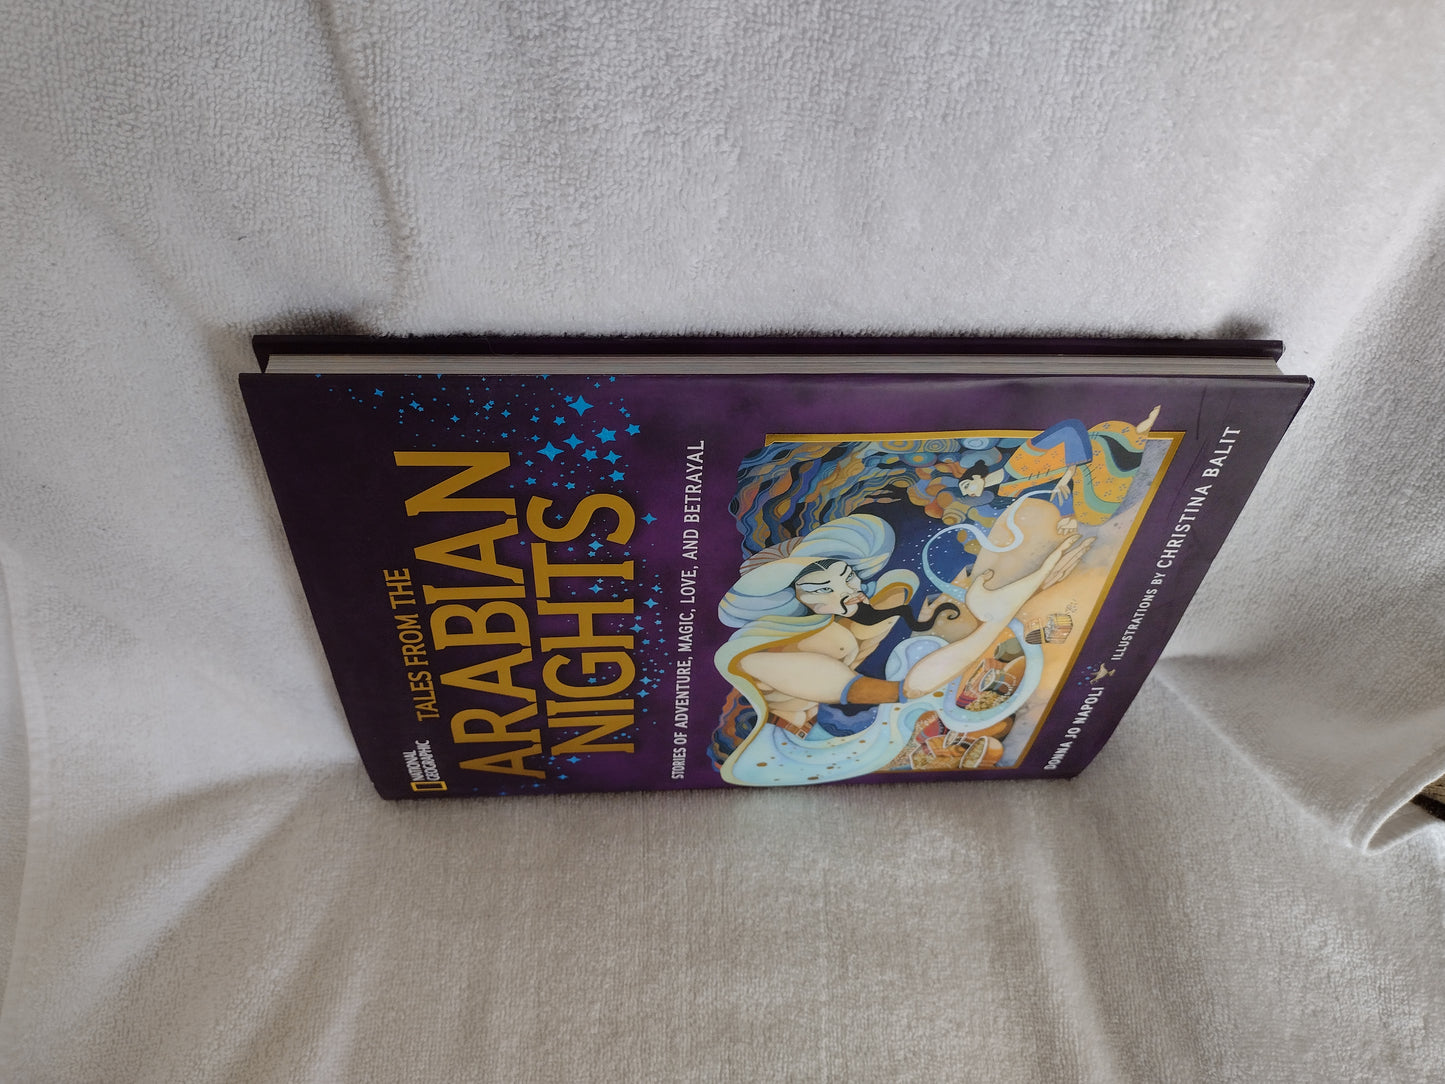 NATIONAL
GEOGRAPHIC
TALES FROM THE
ARABIAN
NIGHTS
STORIES OF ADVENTURE, MAGIC, LOVE, AND BETRAYAL
DONNA JO NAPOLI ILLUSTRATIONS BY CHRISTINA BALIT